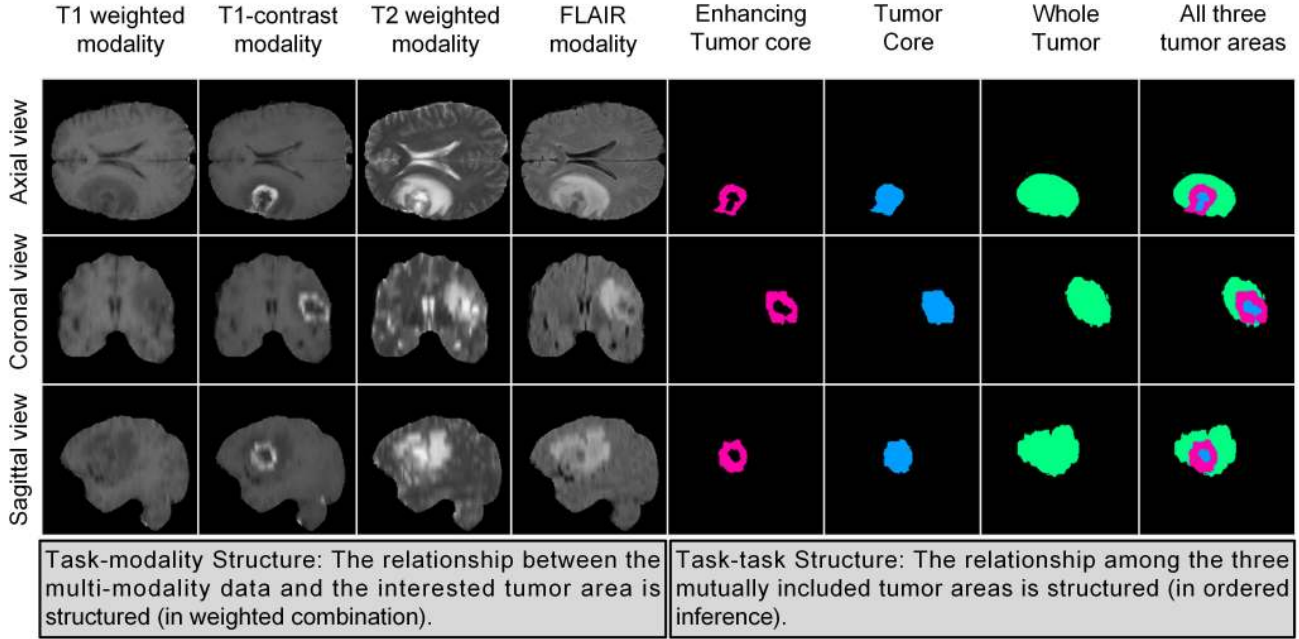 T1 weighted modality
T1-contrast modality
T2 weighted modality
FLAIR modality
Enhancing Tumor core
Tumor Core
Whole Tumor
All three tumor areas
Axial view
Coronal view
Sagittal view
Task-modality Structure: The relationship between the
multi-modality data and the interested tumor area is
structured (in weighted combination).
Task-task Structure: The relationship among the three
mutually included tumor areas is structured (in ordered
inference).